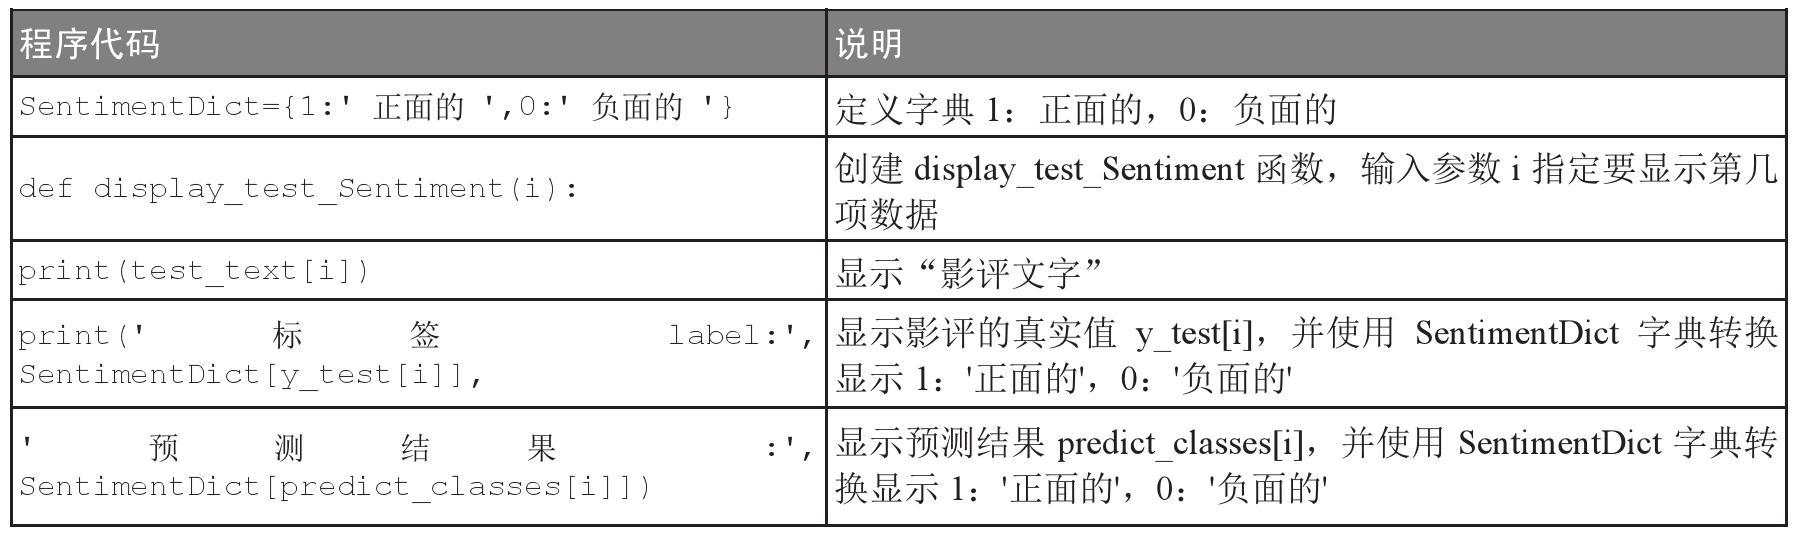 程序代码
说明
SentimentDict={1:' 正面的 ',0:' 负面的 '}
定义字典 1：正面的，0：负面的
def display_test_Sentiment(i):
创建 display_test_Sentiment 函数，输入参数 i 指定要显示第几
项数据
print(test_text[i])
显示“影评文字”
print(' 标 签 label:',
SentimentDict[y_test[i]],
显示影评的真实值 y_test[i]，并使用 SentimentDict 字典转换
显示 1：'正面的'，0：'负面的'
' 预 测 结 果 :',
SentimentDict[predict_classes[i]])
显示预测结果 predict_classes[i]，并使用 SentimentDict 字典转
换显示 1：'正面的'，0：'负面的'